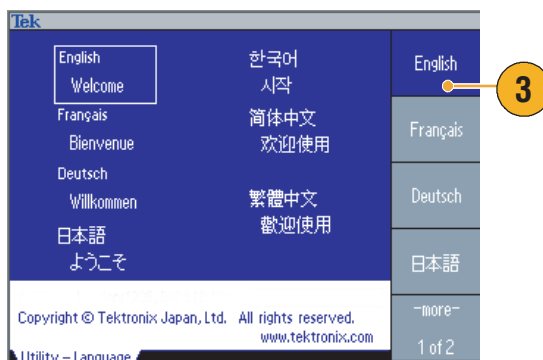 Tek
English
Welcome
Français
Bienvenue
Deutsch
Willkommen
日本語
ようこそ
한국어
시작
简体中文
欢迎使用
繁體中文
歡迎使用
English
Français
Deutsch
日本語
-more-
1 of 2
3
Copyright © Tektronix Japan, Ltd. All rights reserved.
www.tektronix.com
Utility – Language